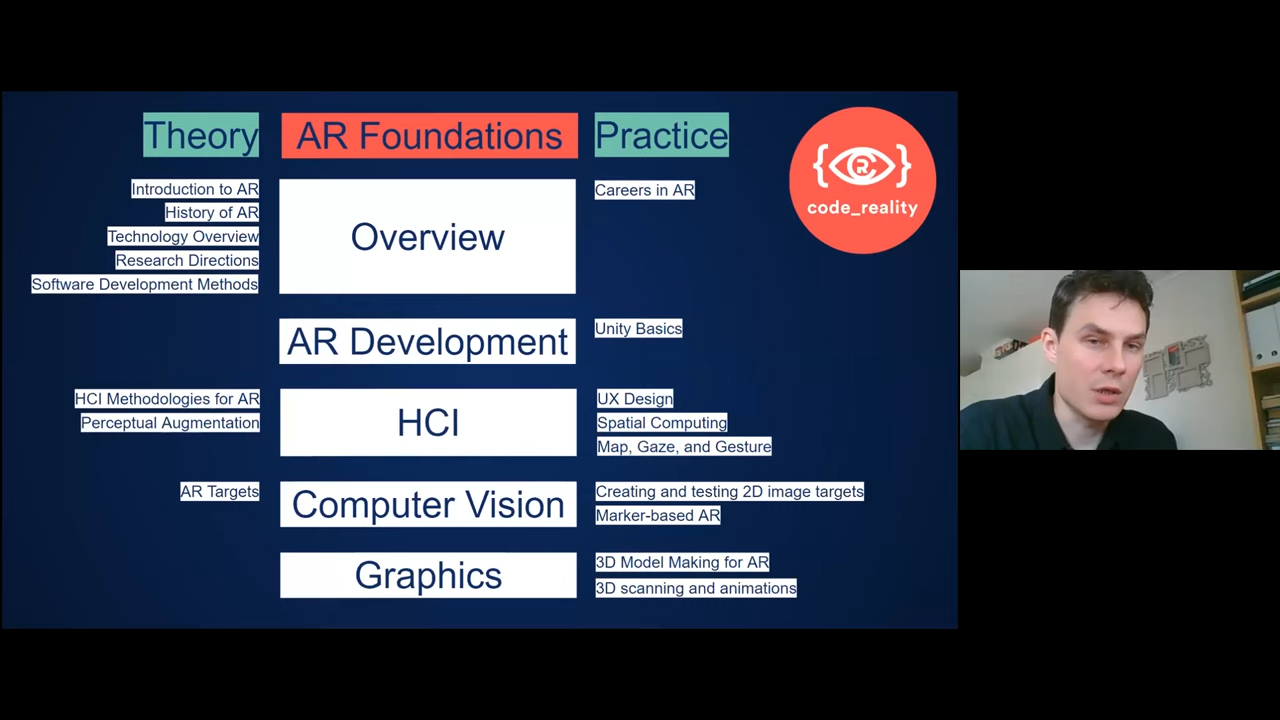 Theory AR Foundations Practice
code_reality
Introduction to AR
History of AR
Technology Overview
Research Directions
Software Development Methods
Overview
Careers in AR
AR Development
Unity Basics
HCI Methodologies for AR
Perceptual Augmentation
HCI
UX Design
Spatial Computing
Map, Gaze, and Gesture
AR Targets
Computer Vision
Creating and testing 2D image targets
Marker-based AR
Graphics
3D Model Making for AR
3D scanning and animations